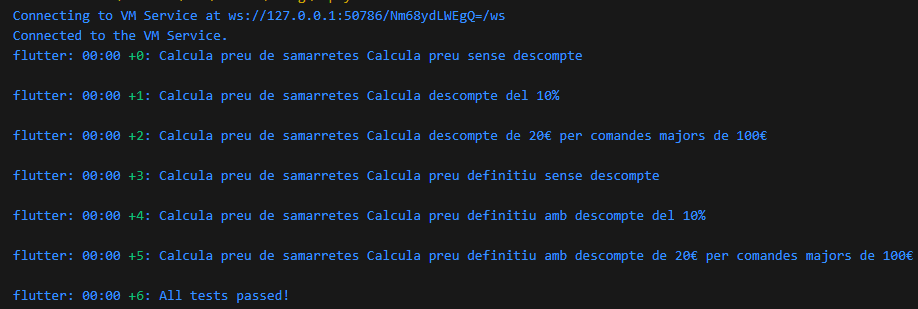 Connecting to VM Service at ws://127.0.0.1:50786/Nm68ydLWEgQ=/ws
Connected to the VM Service.
flutter: 00:00 +0: Calcula preu de samarretes Calcula preu sense descompte
flutter: 00:00 +1: Calcula preu de samarretes Calcula descompte del 10%
flutter: 00:00 +2: Calcula preu de samarretes Calcula descompte de 20€ per comandes majors de 100€
flutter: 00:00 +3: Calcula preu de samarretes Calcula preu definitiu sense descompte
flutter: 00:00 +4: Calcula preu de samarretes Calcula preu definitiu amb descompte del 10%
flutter: 00:00 +5: Calcula preu de samarretes Calcula preu definitiu amb descompte de 20€ per comandes majors de 100€
flutter: 00:00 +6: All tests passed!